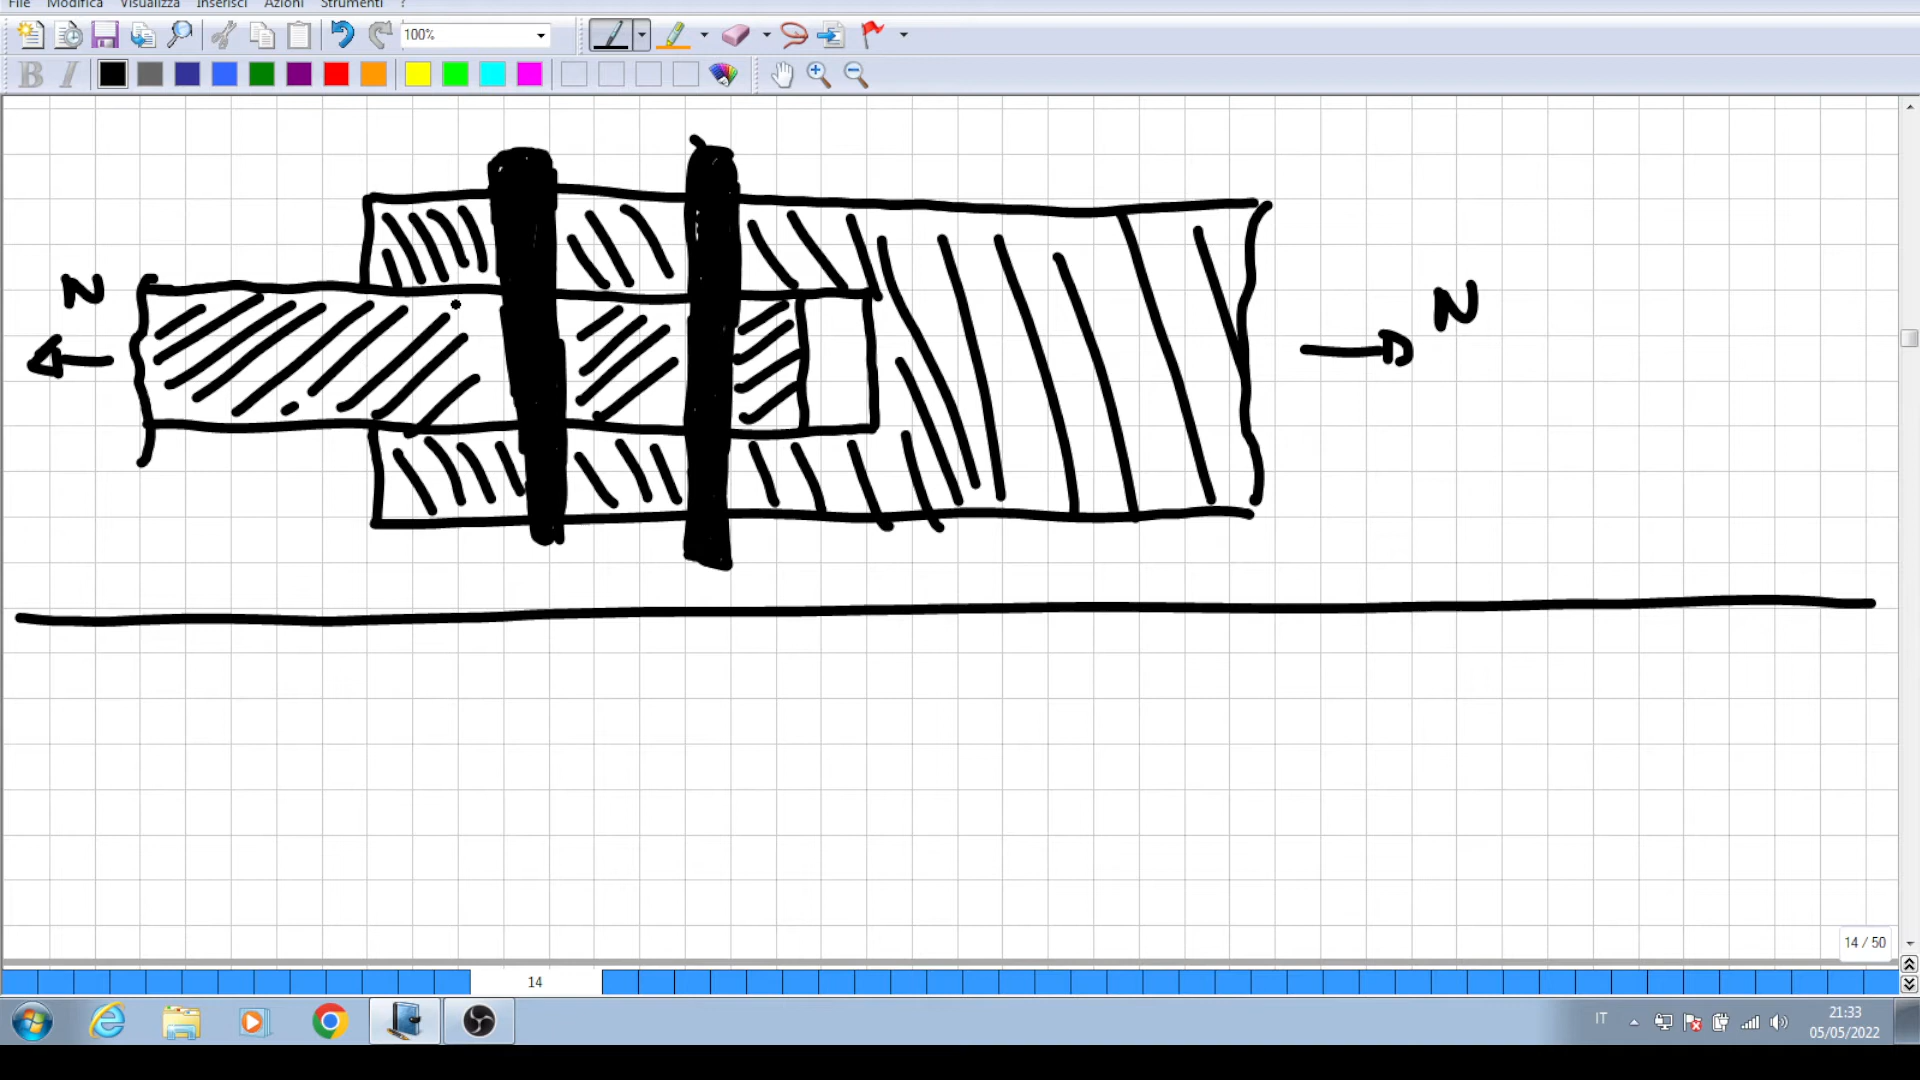 File Modifica Visualizza Inserisci Azioni Strumenti ?
100%
B I
N
N
14 / 50
14
IT
21:33
05/05/2022